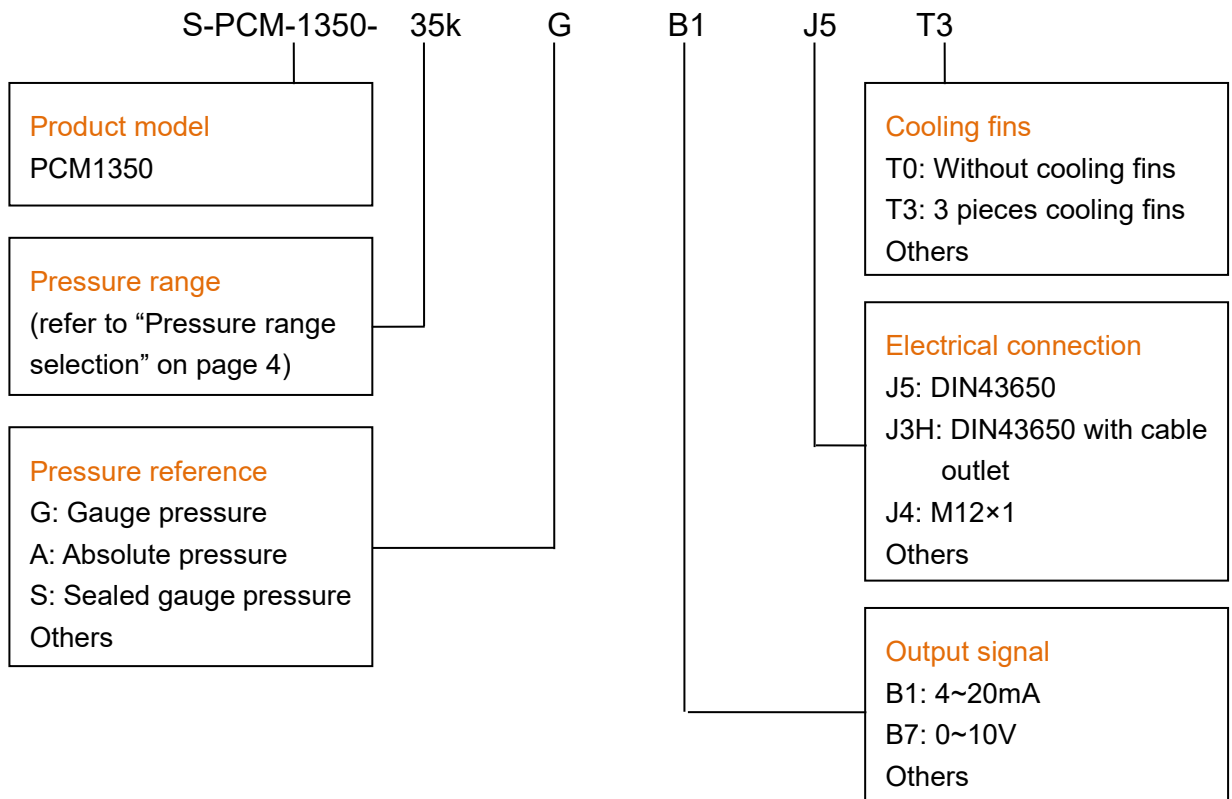 S-PCM-1350- 35k G B1 J5 T3
Product model
PCM1350
Pressure range
(refer to “Pressure range
selection” on page 4)
Pressure reference
G: Gauge pressure
A: Absolute pressure
S: Sealed gauge pressure
Others
Cooling fins
T0: Without cooling fins
T3: 3 pieces cooling fins
Others
Electrical connection
J5: DIN43650
J3H: DIN43650 with cable
outlet
J4: M12×1
Others
Output signal
B1: 4~20mA
B7: 0~10V
Others